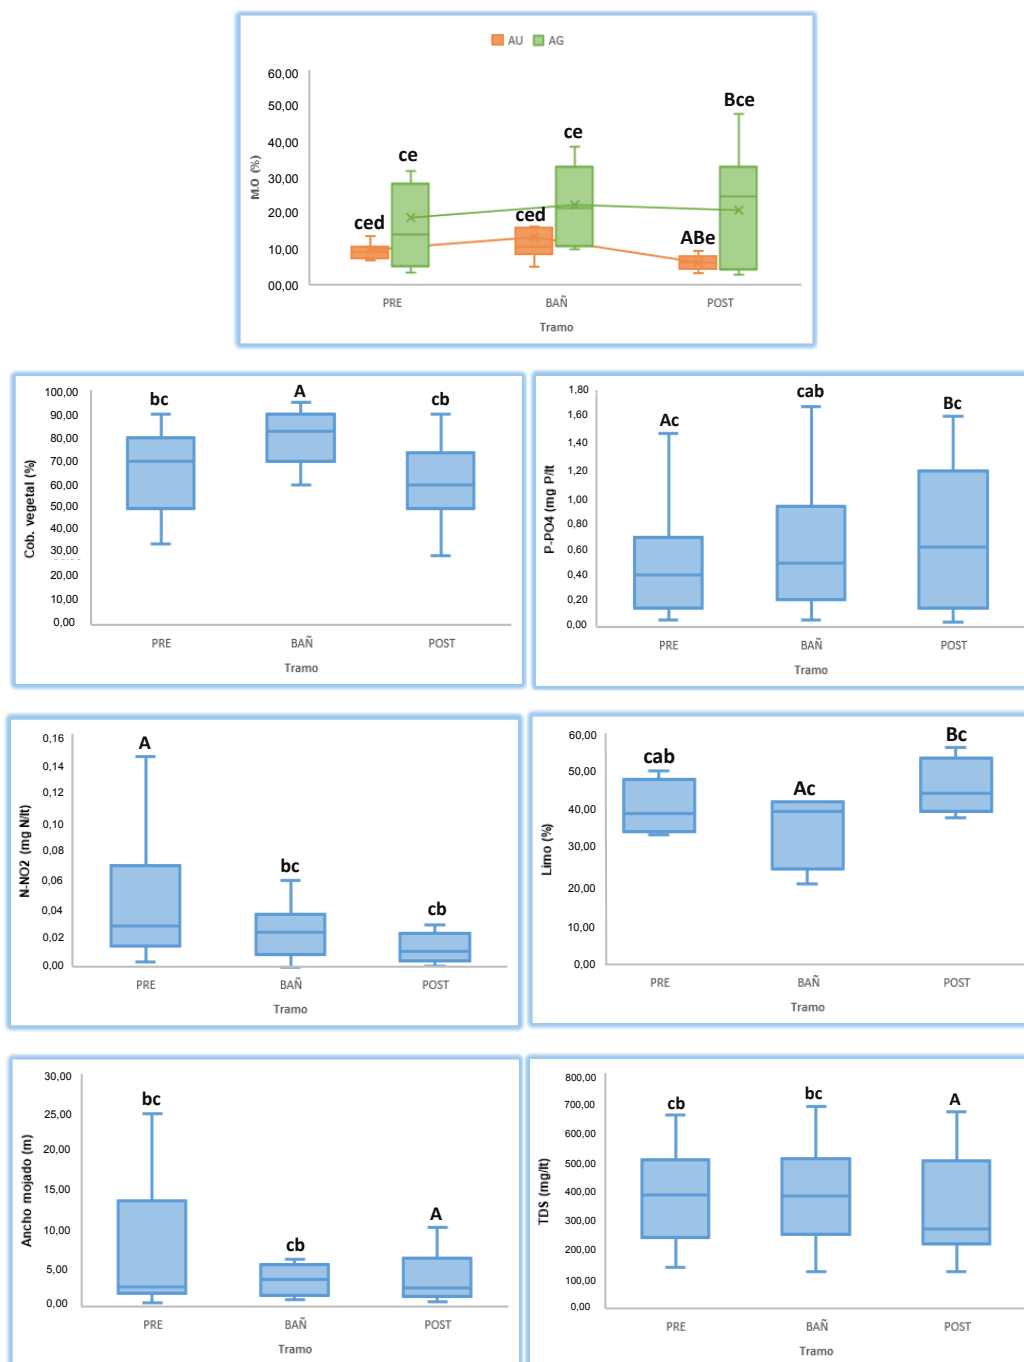 AU AG
60,00
50,00
40,00
30,00
20,00
10,00
00,00
M.O (%)
ced
ce
ced
ce
ABe
Bce
PRE BAÑ POST
Tramo
100,00
90,00
80,00
70,00
60,00
50,00
40,00
30,00
20,00
10,00
0,00
Cob. vegetal (%)
bc
A
cb
PRE BAÑ POST
Tramo
1,80
1,60
1,40
1,20
1,00
0,80
0,60
0,40
0,20
0,00
P-PO4 (mg P/lt
Ac
cab
Bc
PRE BAÑ POST
Tramo
0,16
0,14
0,12
0,10
0,08
0,06
0,04
0,02
0,00
N-NO2 (mg N/lt)
A
bc
cb
PRE BAÑ POST
Tramo
60,00
50,00
40,00
30,00
20,00
10,00
0,00
Limo (%)
cab
Ac
Bc
PRE BAÑ POST
Tramo
30,00
25,00
20,00
15,00
10,00
5,00
0,00
Ancho mojado (m)
bc
cb
A
PRE BAÑ POST
Tramo
800,00
700,00
600,00
500,00
400,00
300,00
200,00
100,00
0,00
TDS (mg/lt)
cb
bc
A
PRE BAÑ POST
Tramo